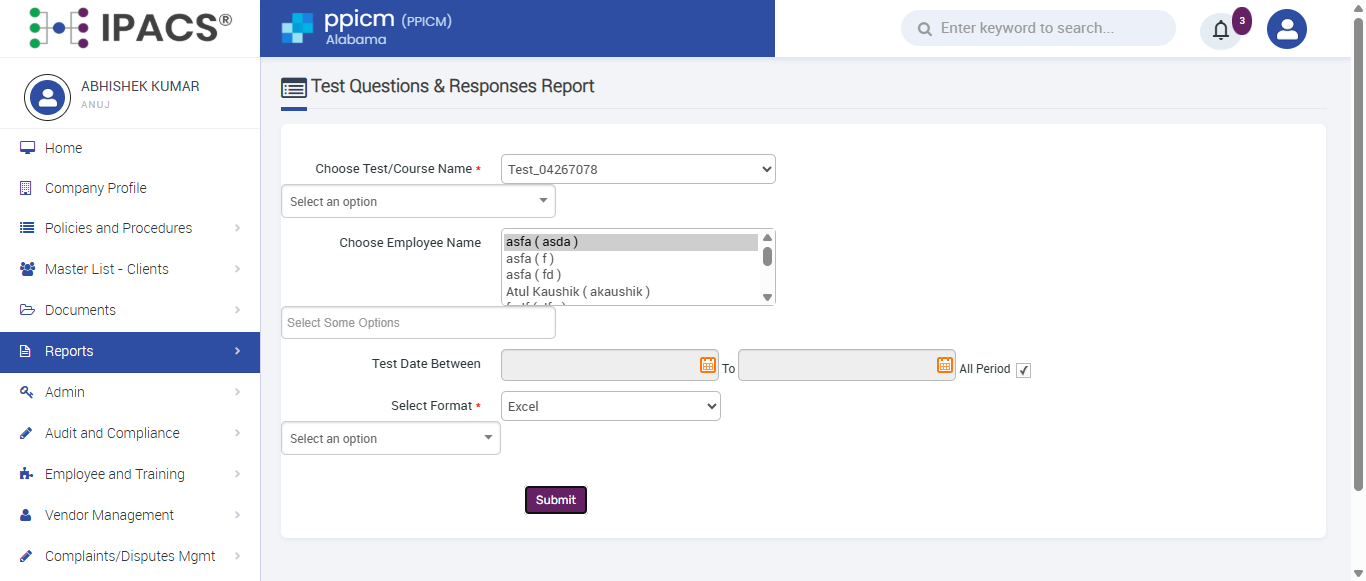 IPACS®
ppicm (PPICM)
Alabama
Enter keyword to search...
3
ABHISHEK KUMAR
ANUJ
Home
Company Profile
Policies and Procedures
Master List - Clients
Documents
Reports
Admin
Audit and Compliance
Employee and Training
Vendor Management
Complaints/Disputes Mgmt
Test Questions & Responses Report
Choose Test/Course Name *
Test_04267078
Select an option
Choose Employee Name
asfa ( asda )
asfa ( f )
asfa ( fd )
Atul Kaushik ( akaushik )
Select Some Options
Test Date Between
To
All Period
Select Format *
Excel
Select an option
Submit